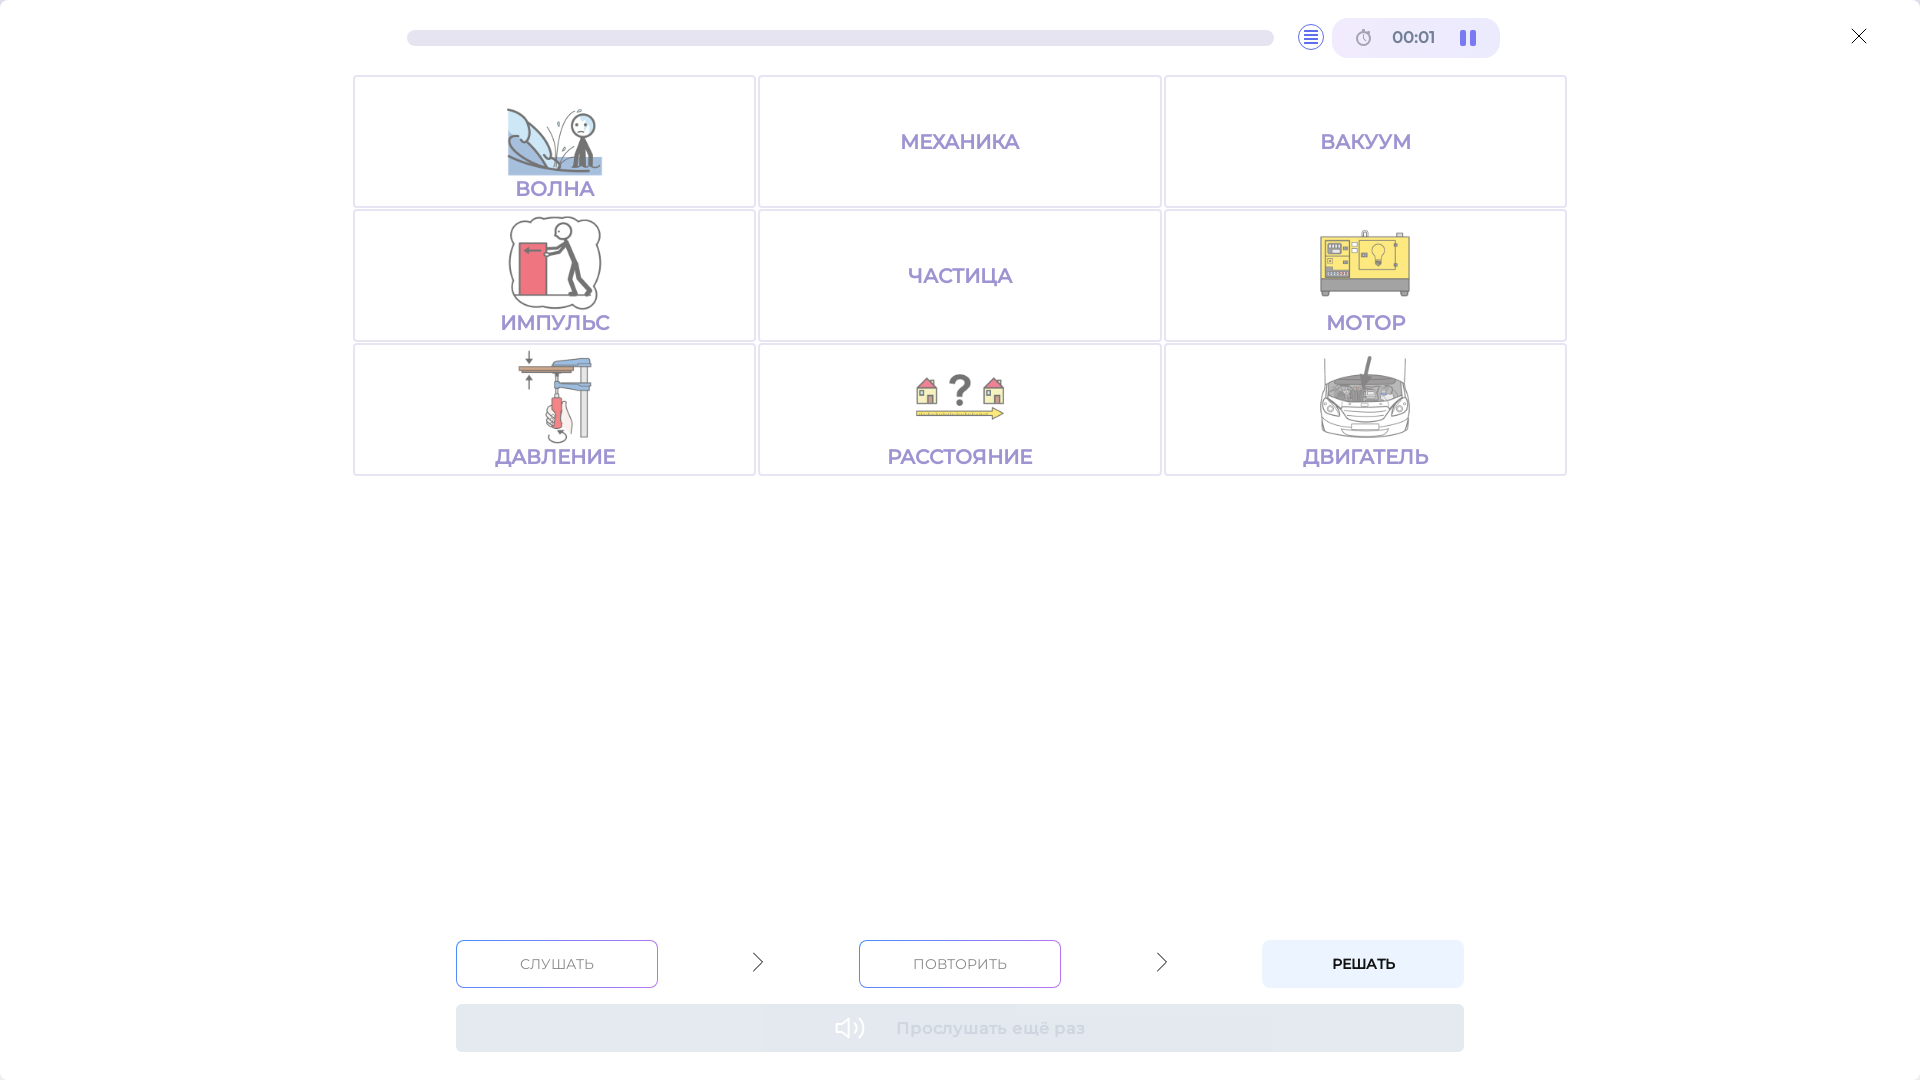 00:01
ВОЛНА
МЕХАНИКА
ВАКУУМ
ИМПУЛЬС
ЧАСТИЦА
МОТОР
ДАВЛЕНИЕ
?
РАССТОЯНИЕ
ДВИГАТЕЛЬ
СЛУШАТЬ
ПОВТОРИТЬ
РЕШАТЬ
Прослушать ещё раз